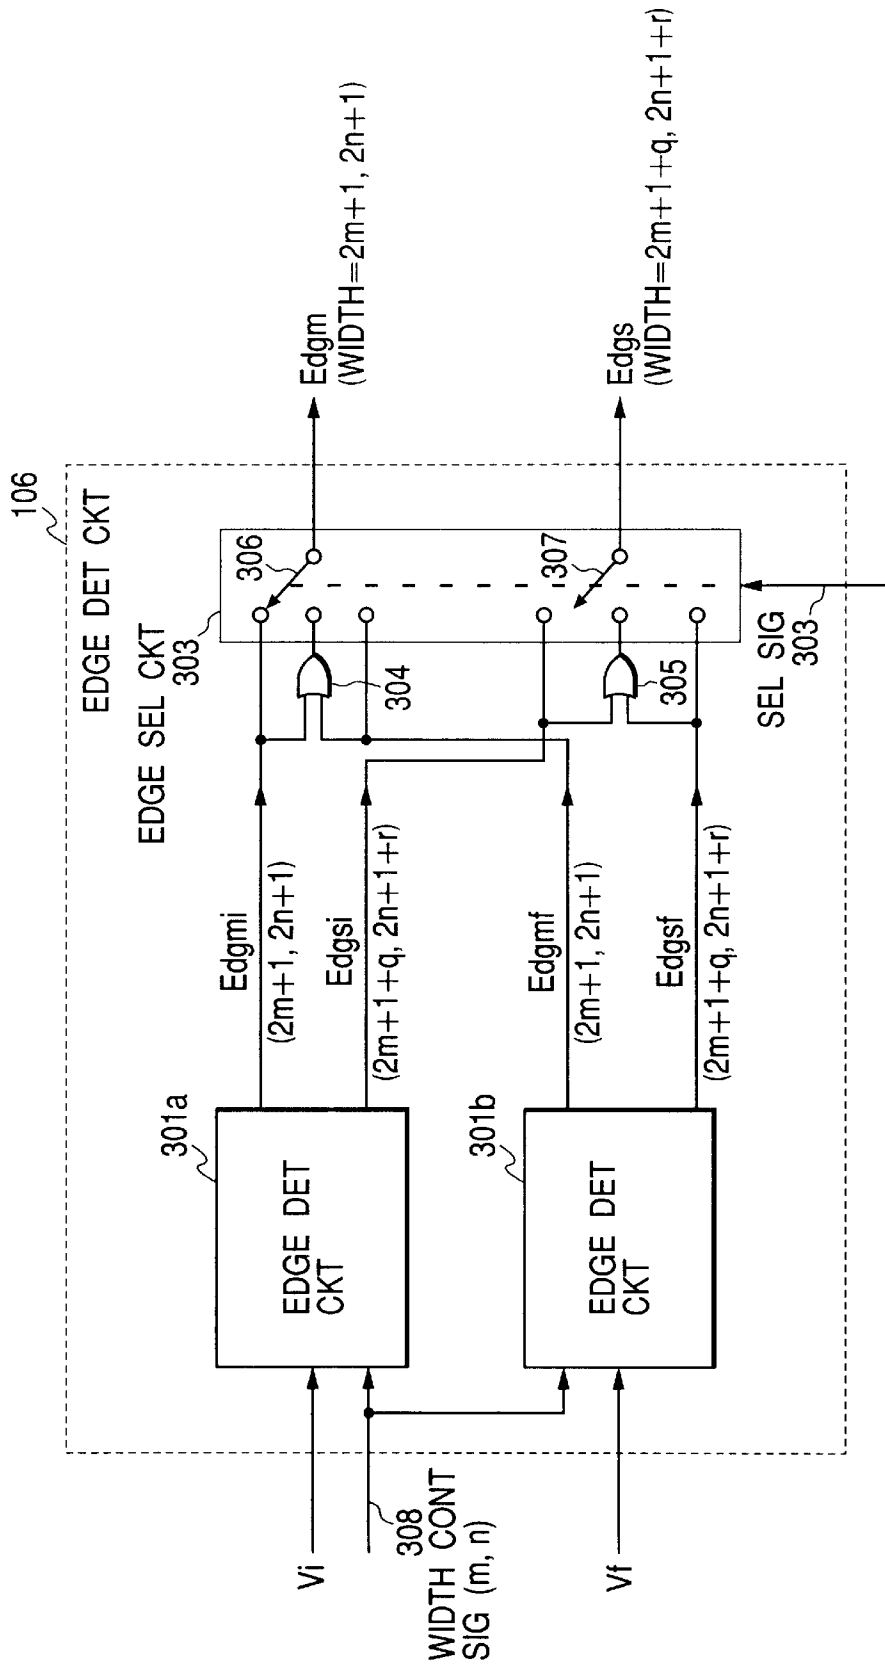 106
EDGE DET CKT
EDGE SEL CKT
303
306
Edgm
(WIDTH=2m+1, 2n+1)
304
307
Edgs
(WIDTH=2m+1+q, 2n+1+r)
305
SEL SIG
303
301a
EDGE DET
CKT
Edgmi
(2m+1, 2n+1)
Edgsi
(2m+1+q, 2n+1+r)
301b
EDGE DET
CKT
Edgmf
(2m+1, 2n+1)
Edgsf
(2m+1+q, 2n+1+r)
Vi
308
WIDTH CONT
SIG (m, n)
Vf